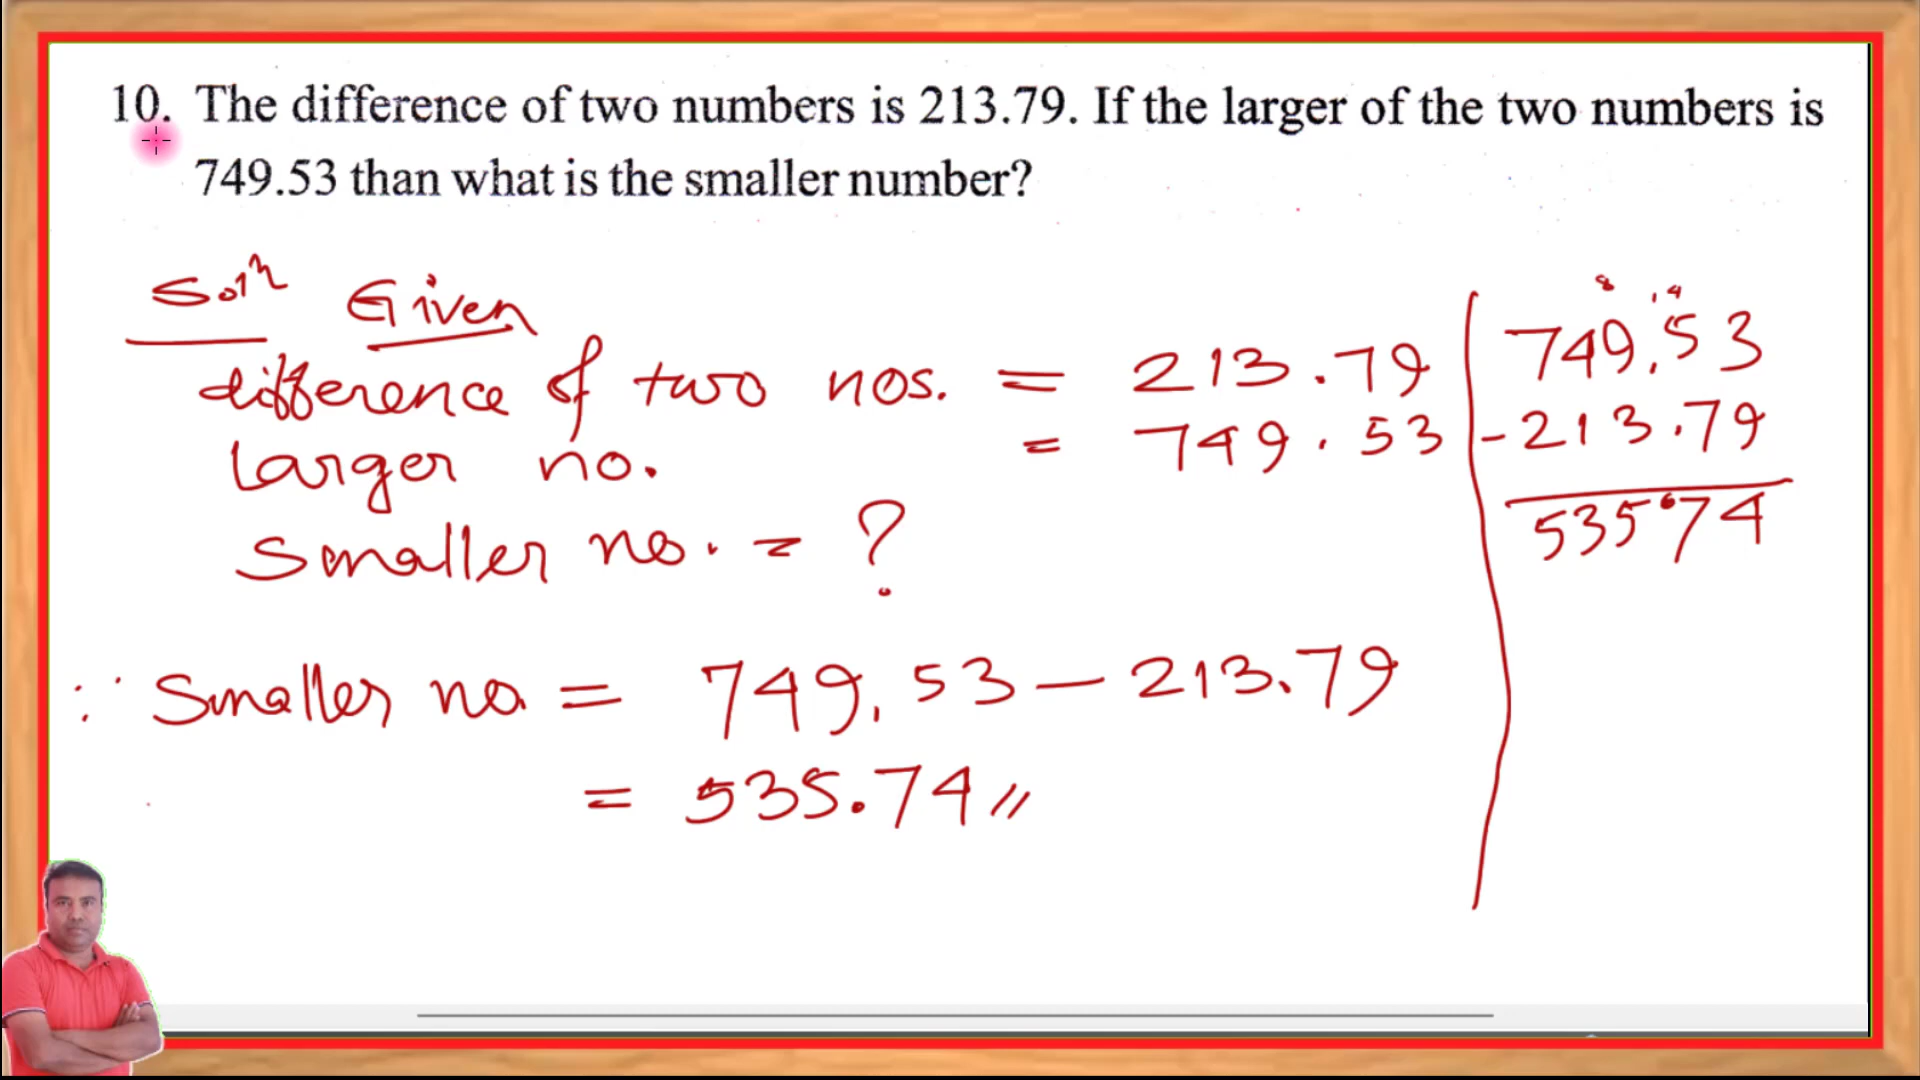 10. The difference of two numbers is 213.79. If the larger of the two numbers is
749.53 than what is the smaller number?
Soln Given
difference of two nos. = 213.79
larger no. = 749.53
Smaller no. = ?
∵ Smaller no. = 749.53 - 213.79
= 535.74 //
8 14
749.53
-213.79
535.74